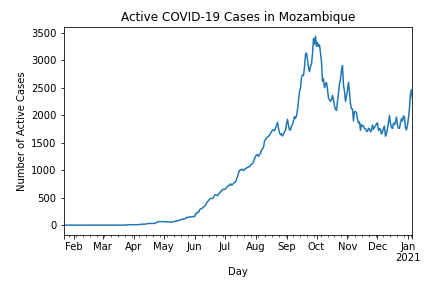 Active COVID-19 Cases in Mozambique
Number of Active Cases
3500
3000
2500
2000
1500
1000
500
0
Feb Mar Apr May Jun Jul Aug Sep Oct Nov Dec Jan
2021
Day